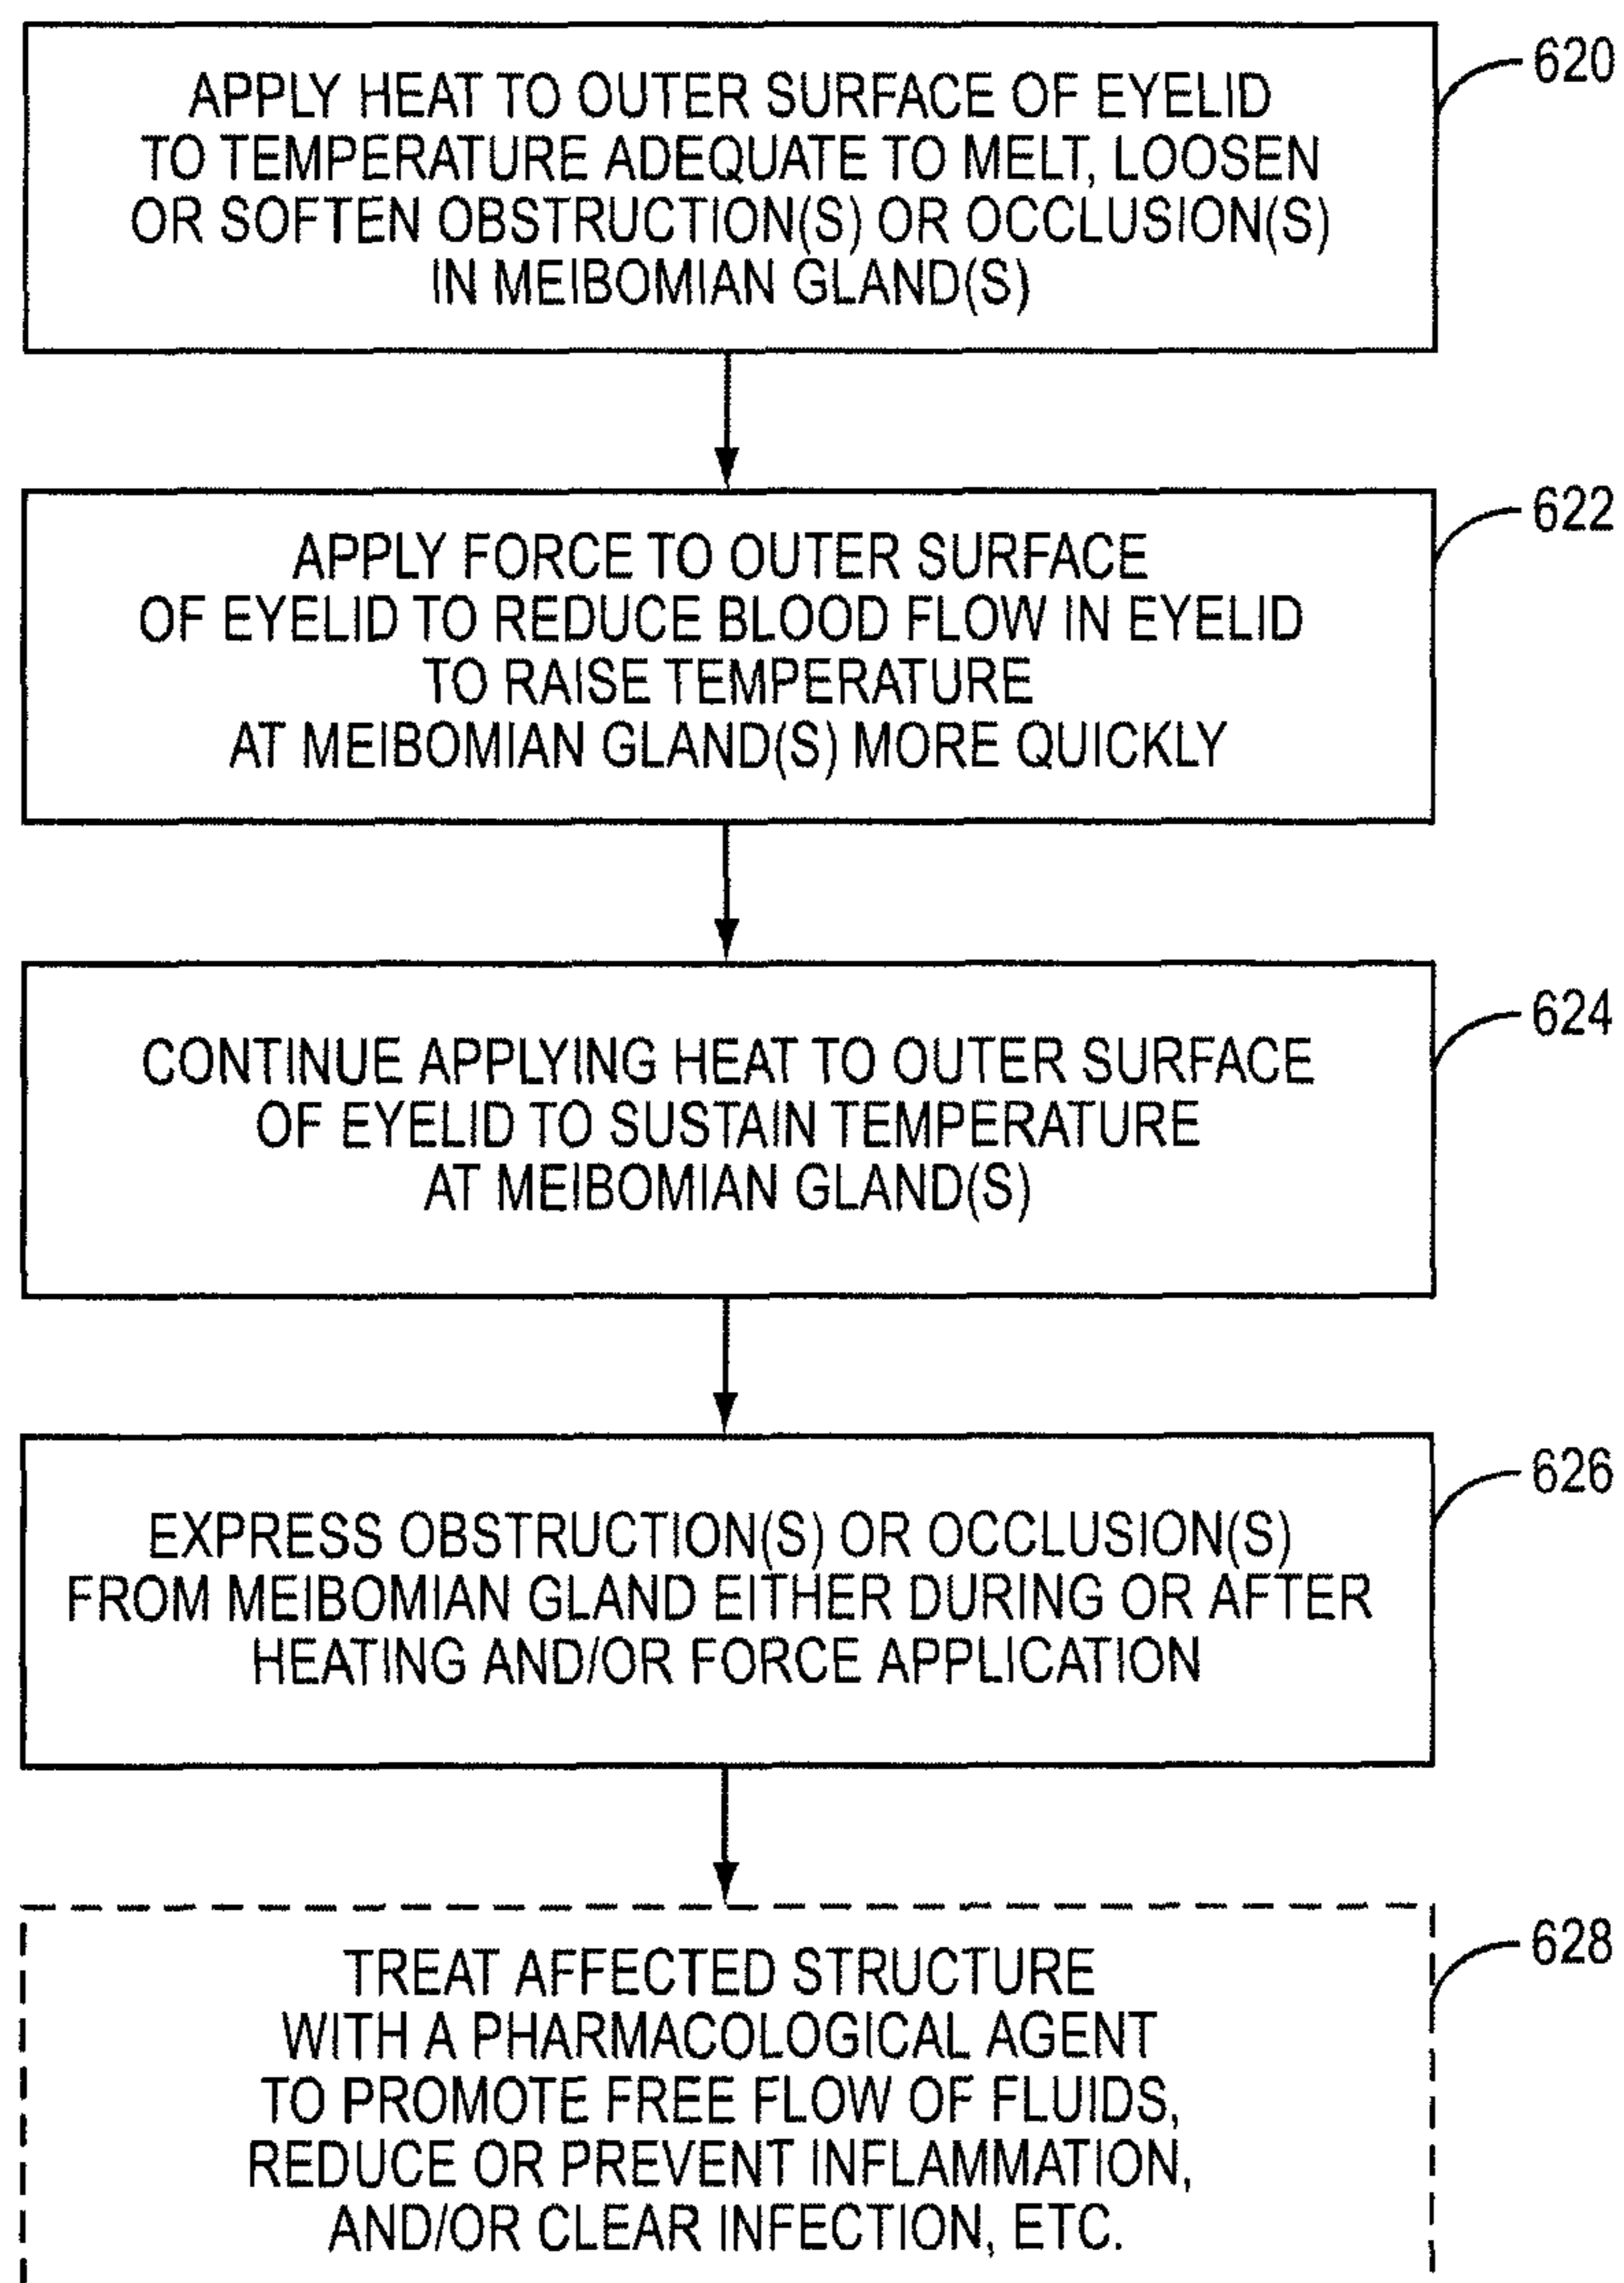 APPLY HEAT TO OUTER SURFACE OF EYELID
TO TEMPERATURE ADEQUATE TO MELT, LOOSEN
OR SOFTEN OBSTRUCTION(S) OR OCCLUSION(S)
IN MEIBOMIAN GLAND(S)
620
APPLY FORCE TO OUTER SURFACE
OF EYELID TO REDUCE BLOOD FLOW IN EYELID
TO RAISE TEMPERATURE
AT MEIBOMIAN GLAND(S) MORE QUICKLY
622
CONTINUE APPLYING HEAT TO OUTER SURFACE
OF EYELID TO SUSTAIN TEMPERATURE
AT MEIBOMIAN GLAND(S)
624
EXPRESS OBSTRUCTION(S) OR OCCLUSION(S)
FROM MEIBOMIAN GLAND EITHER DURING OR AFTER
HEATING AND/OR FORCE APPLICATION
626
TREAT AFFECTED STRUCTURE
WITH A PHARMACOLOGICAL AGENT
TO PROMOTE FREE FLOW OF FLUIDS,
REDUCE OR PREVENT INFLAMMATION,
AND/OR CLEAR INFECTION, ETC.
628